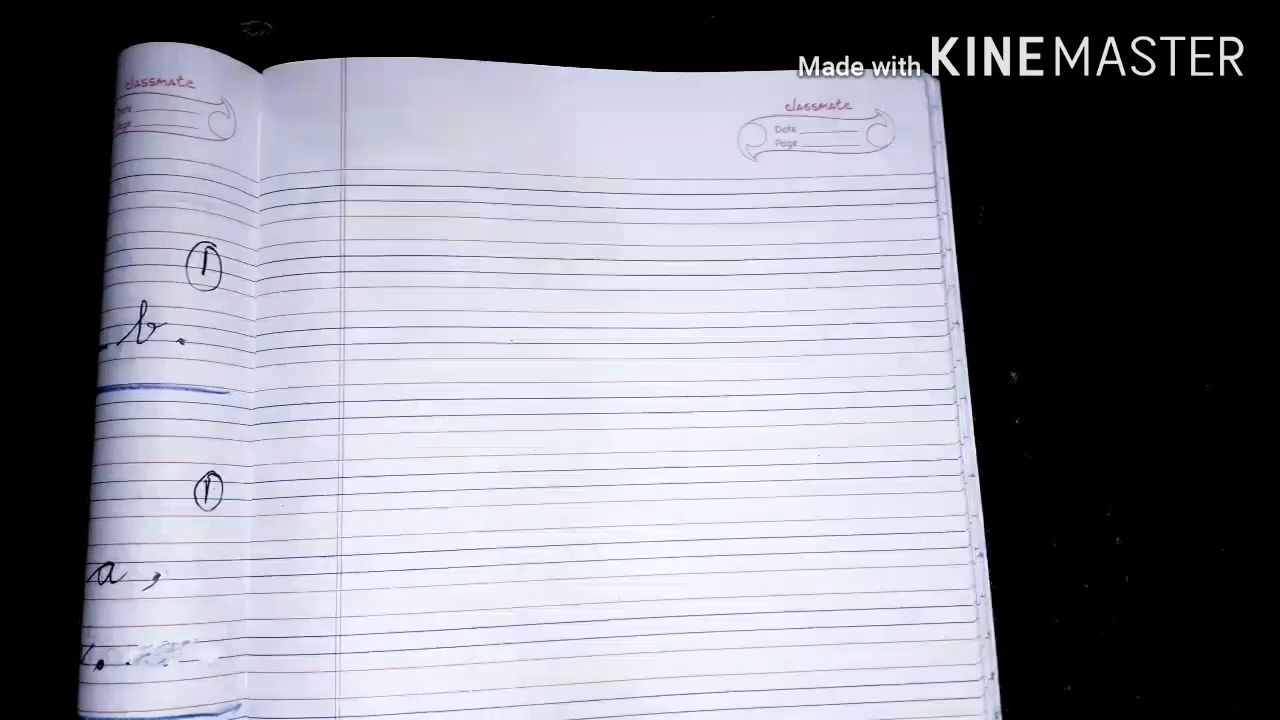 Made with KINEMASTER
classmate
Date
Page
classmate
Date
Page
1
b.
1
a,